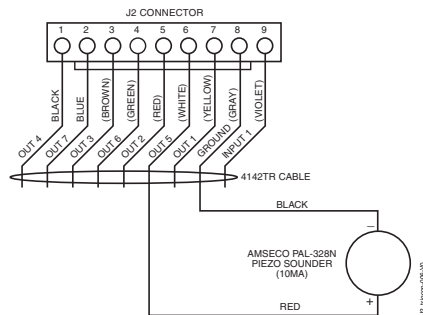 J2 CONNECTOR
1 2 3 4 5 6 7 8 9
BLACK
BLUE
(BROWN)
(GREEN)
(RED)
(WHITE)
(YELLOW)
(GRAY)
(VIOLET)
OUT 4
OUT 7
OUT 3
OUT 6
OUT 2
OUT 5
OUT 1
GROUND
INPUT 1
4142TR CABLE
BLACK
–
AMSECO PAL-328N
PIEZO SOUNDER
(10MA)
+
RED